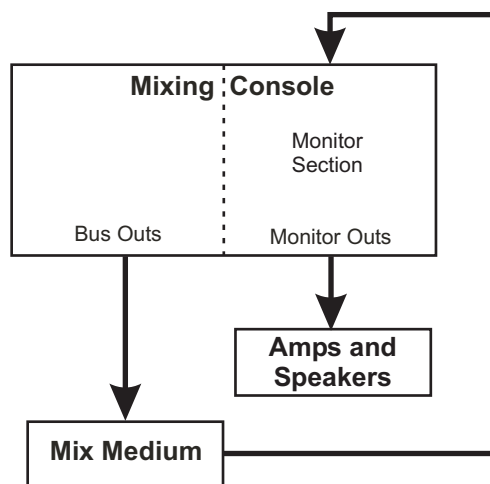 Mixing Console
Monitor
Section
Bus Outs
Monitor Outs
Amps and
Speakers
Mix Medium